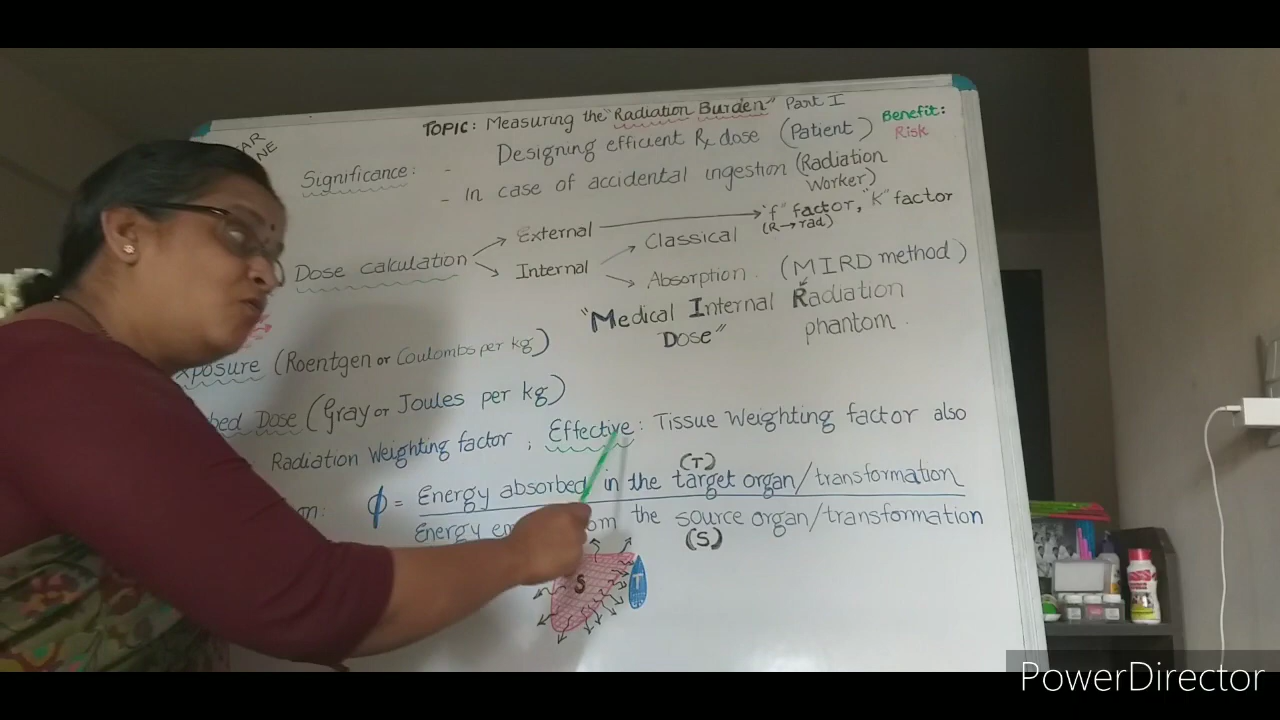 TOPIC: Measuring the "Radiation Burden" Part I
Significance: - Designing efficient Rx dose (Patient) Benefit: Risk
- In case of accidental ingestion (Radiation Worker)
Dose calculation External "f" factor, "K" factor
(R→rad)
Internal Classical
Absorption (MIRD method)
"Medical Internal Radiation
Dose" phantom.
xposure (Roentgen or Coulombs per kg)
bed Dose (Gray or Joules per kg)
Radiation Weighting factor, Effective: Tissue Weighting factor also
(T)
ϕ = Energy absorbed in the target organ/transformation
Energy om the source organ/transformation
(S)
S T
PowerDirector